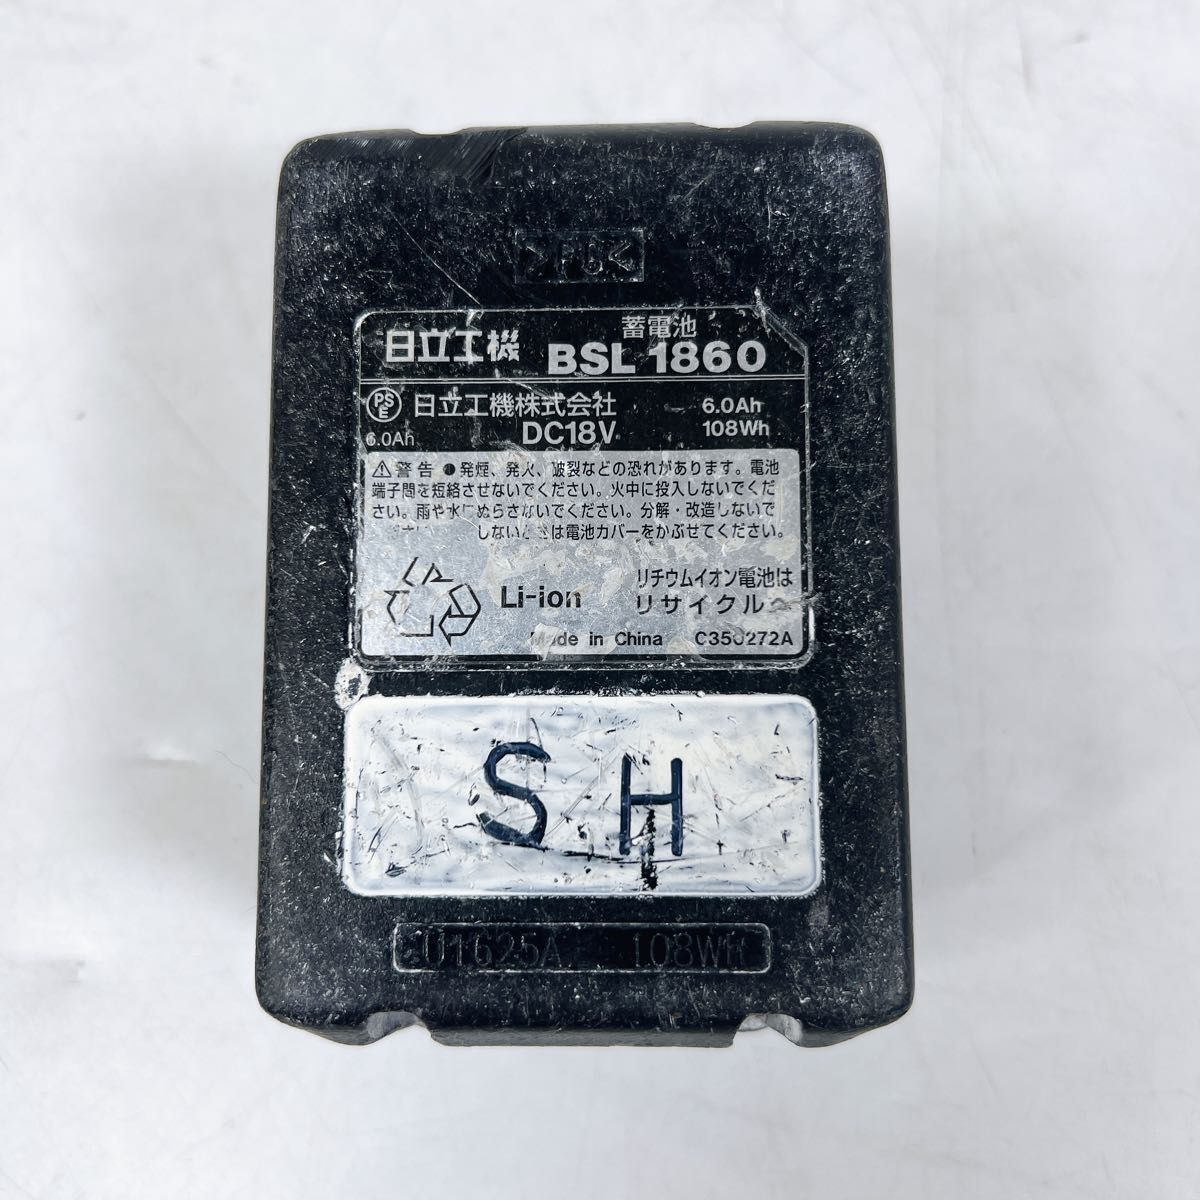 >PC<
蓄電池
日立工機 BSL 1860
PSE 日立工機株式会社 6.0Ah
6.0Ah DC18V 108Wh
⚠警告 ●発煙、発火、破裂などの恐れがあります。電池
端子間を短絡させないでください。火中に投入しないでくだ
さい。雨や水にぬらさないでください。分解・改造しないで
しないときは電池カバーをかぶせてください。
リチウムイオン電池は
Li-ion リサイクルへ
Made in China C350272A
S H
U1625A 108Wh